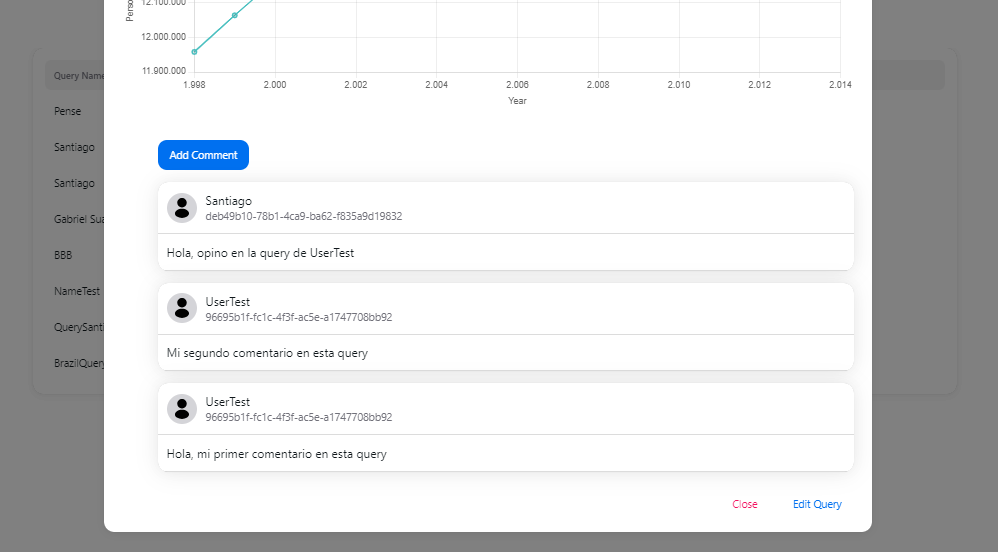 12.100.000
12.000.000
11.900.000
1.998 2.000 2.002 2.004 2.006 2.008 2.010 2.012 2.014
Year
Query Name
Pense
Santiago
Santiago
Gabriel
BBB
NameTest
BrazilQuery
Add Comment
Santiago
deb49b10-78b1-4ca9-ba62-f835a9d19832
Hola, opino en la query de UserTest
UserTest
96695b1f-fc1c-4f3f-ac5e-a1747708bb92
Mi segundo comentario en esta query
UserTest
96695b1f-fc1c-4f3f-ac5e-a1747708bb92
Hola, mi primer comentario en esta query
Close Edit Query